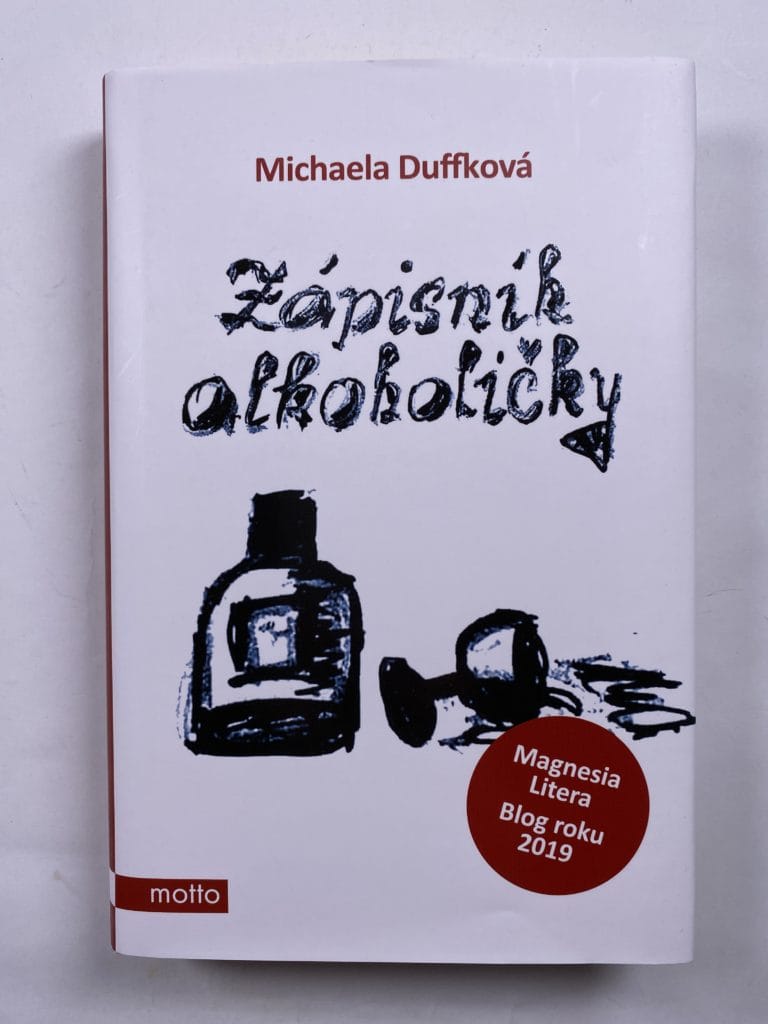 Michaela Duffková
Zápisník
alkoholičky
Magnesia
Litera
Blog roku
2019
motto